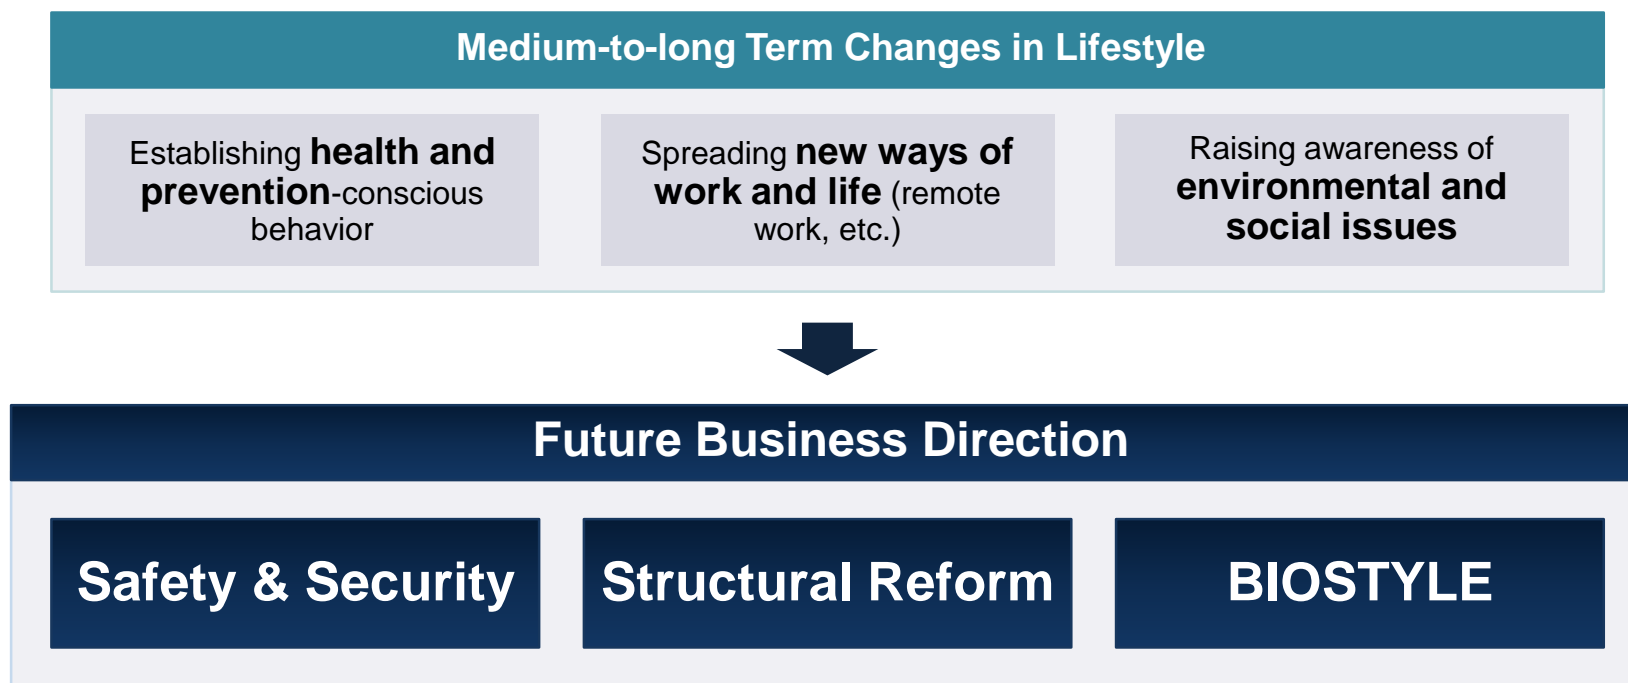 Medium-to-long Term Changes in Lifestyle
Establishing health and
prevention-conscious
behavior
Spreading new ways of
work and life (remote
work, etc.)
Raising awareness of
environmental and
social issues
Future Business Direction
Safety & Security
Structural Reform
BIOSTYLE